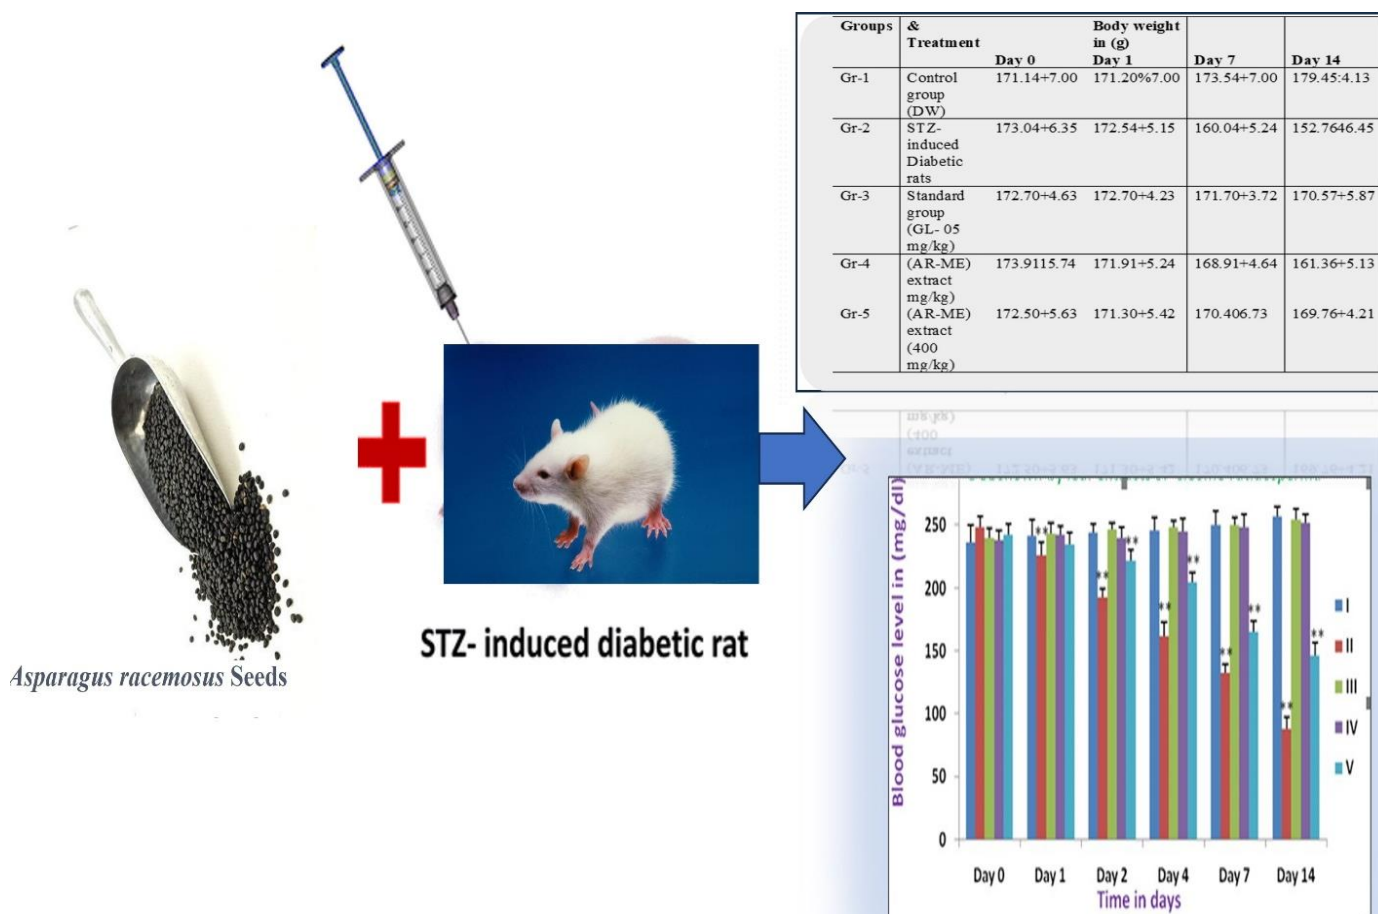 Groups & Treatment Day 0 Body weight in (g) Day 1 Day 7 Day 14
Gr-1 Control group (DW) 171.14+7.00 171.20%7.00 173.54+7.00 179.45:4.13
Gr-2 STZ- induced Diabetic rats 173.04+6.35 172.54+5.15 160.04+5.24 152.7646.45
Gr-3 Standard group (GL- 05 mg/kg) 172.70+4.63 172.70+4.23 171.70+3.72 170.57+5.87
Gr-4 (AR-ME) extract mg/kg) 173.9115.74 171.91+5.24 168.91+4.64 161.36+5.13
Gr-5 (AR-ME) extract (400 mg/kg) 172.50+5.63 171.30+5.42 170.406.73 169.76+4.21
Asparagus racemosus Seeds
STZ- induced diabetic rat
Blood glucose level in (mg/dl)
250
200
150
100
50
0
** ** ** ** ** ** ** ** **
Day 0 Day 1 Day 2 Day 4 Day 7 Day 14
Time in days
I
II
III
IV
V